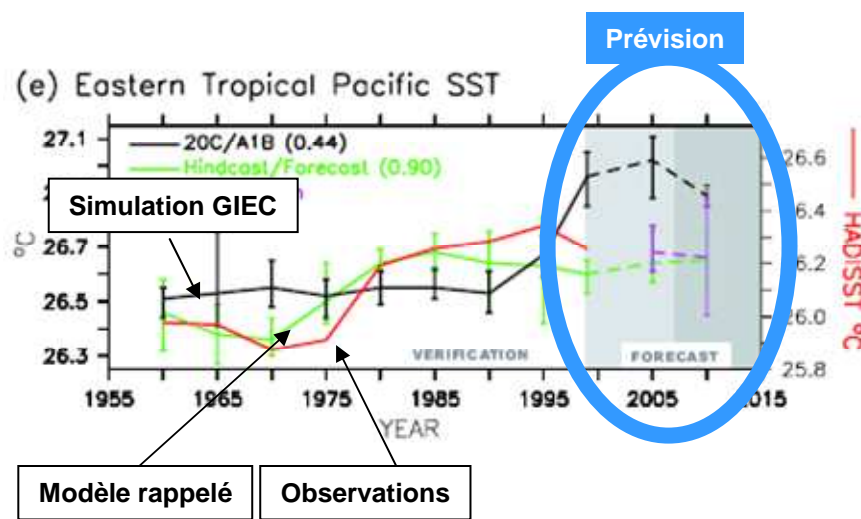 Prévision
(e) Eastern Tropical Pacific SST
27.1
20C/A1B (0.44)
Hindcast/Forecast (0.90)
Simulation GIEC
°C
26.7
26.5
26.3
26.6
26.4
26.2
26.0
25.8
HADISST °C
VERIFICATION
FORECAST
1955
1965
1975
1985
1995
2005
2015
YEAR
Modèle rappelé
Observations